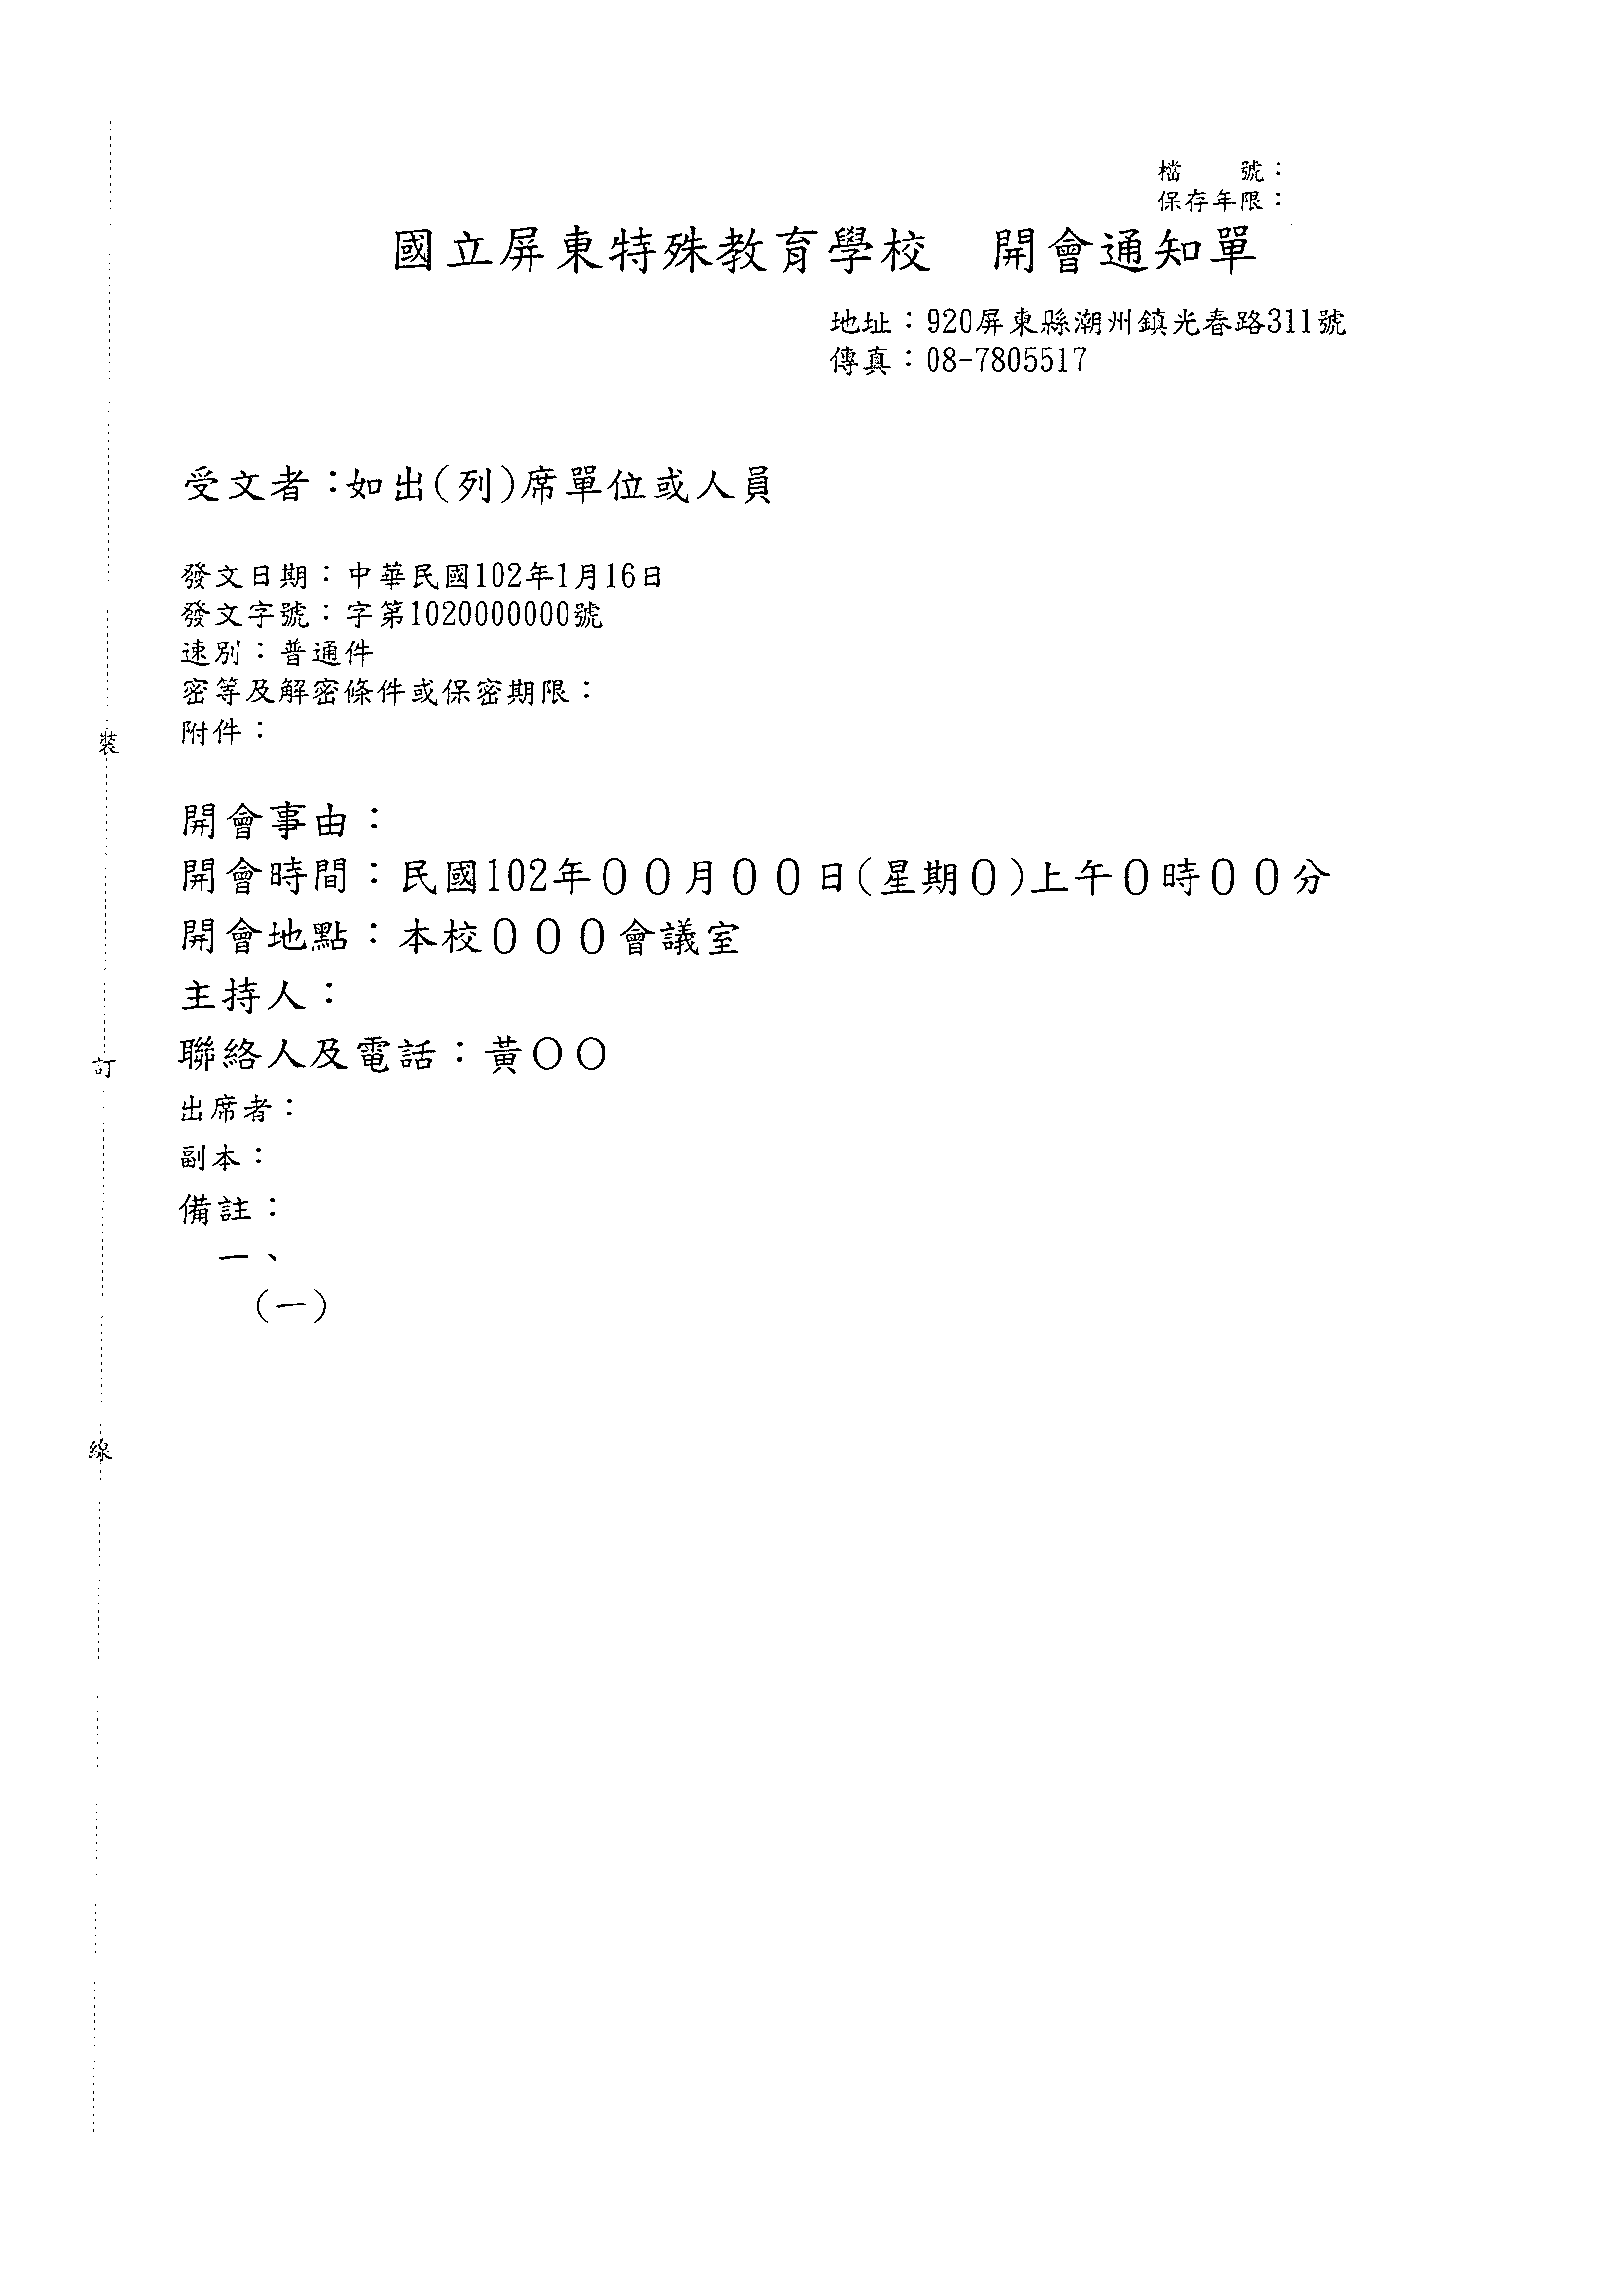 檔　　號：
保存年限：
國立屏東特殊教育學校　開會通知單
地址：920屏東縣潮州鎮光春路311號
傳真：08-7805517
受文者：如出(列)席單位或人員
發文日期：中華民國102年1月16日
發文字號：字第1020000000號
速別：普通件
密等及解密條件或保密期限：
附件：
開會事由：
開會時間：民國102年００月００日(星期０)上午０時００分
開會地點：本校０００會議室
主持人：
聯絡人及電話：黃○○
出席者：
副本：
備註：
一、
(一)
裝
訂
線